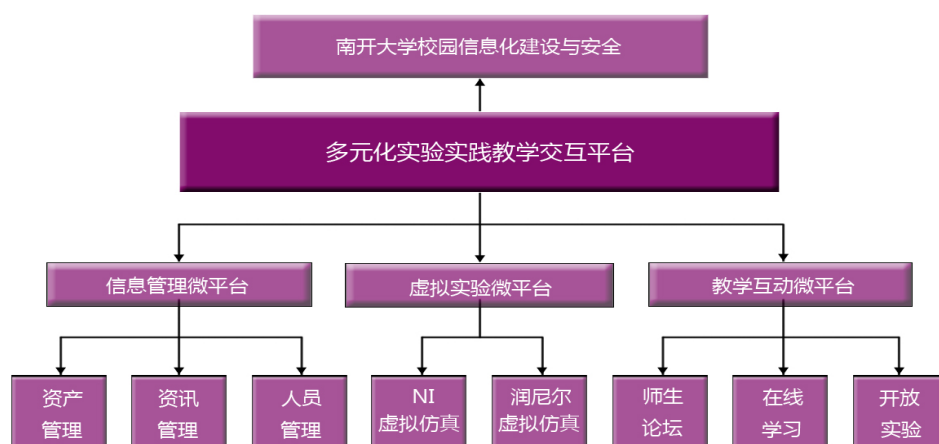 南开大学校园信息化建设与安全
多元化实验实践教学交互平台
信息管理微平台
虚拟实验微平台
教学互动微平台
资产
管理
资讯
管理
人员
管理
NI
虚拟仿真
润尼尔
虚拟仿真
师生
论坛
在线
学习
开放
实验